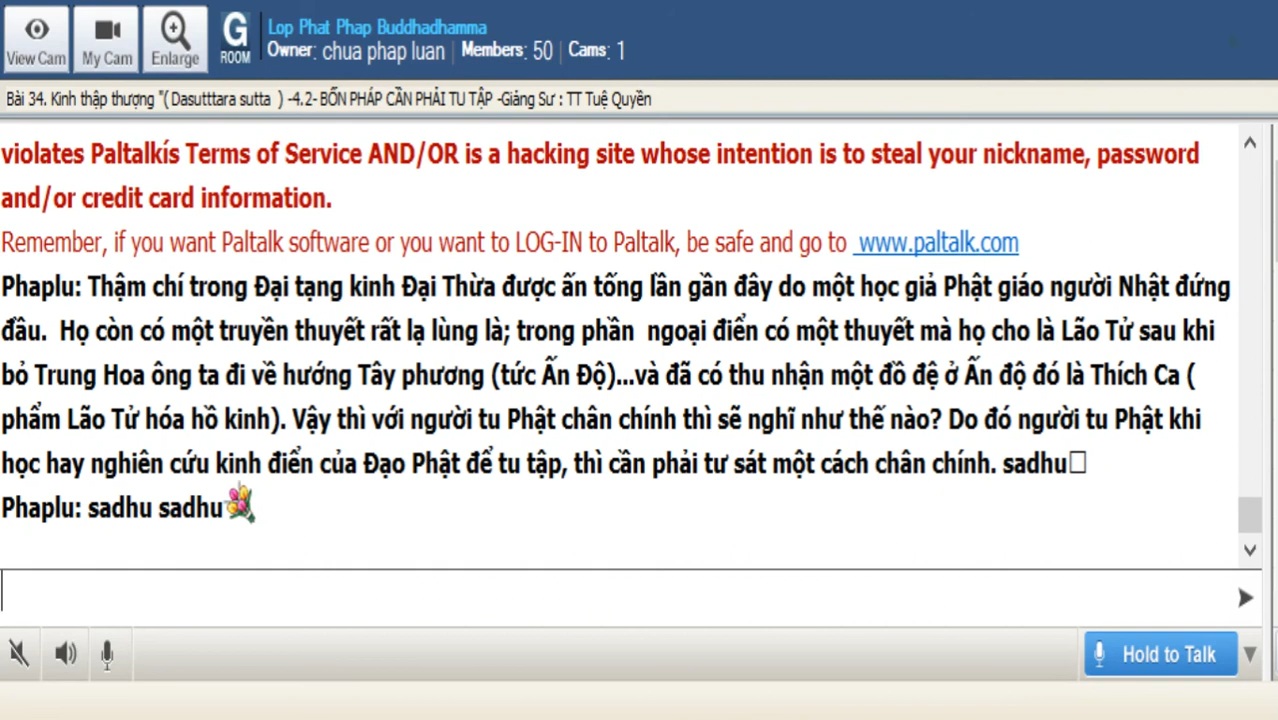 Lop Phat Phap Buddhadhamma
Owner: chua phap luan | Members: 50 | Cams: 1
View Cam
My Cam
Enlarge
G
ROOM
Bài 34. Kinh thập thượng "( Dasutttara sutta ) -4.2- BỐN PHÁP CẦN PHẢI TU TẬP -Giảng Sư : TT Tuệ Quyền
violates Paltalkís Terms of Service AND/OR is a hacking site whose intention is to steal your nickname, password
and/or credit card information.
Remember, if you want Paltalk software or you want to LOG-IN to Paltalk, be safe and go to www.paltalk.com
Phaplu: Thậm chí trong Đại tạng kinh Đại Thừa được ấn tống lần gần đây do một học giả Phật giáo người Nhật đứng
đầu. Họ còn có một truyền thuyết rất lạ lùng là; trong phần ngoại điển có một thuyết mà họ cho là Lão Tử sau khi
bỏ Trung Hoa ông ta đi về hướng Tây phương (tức Ấn Độ)...và đã có thu nhận một đồ đệ ở Ấn độ đó là Thích Ca (
phẩm Lão Tử hóa hồ kinh). Vậy thì với người tu Phật chân chính thì sẽ nghĩ như thế nào? Do đó người tu Phật khi
học hay nghiên cứu kinh điển của Đạo Phật để tu tập, thì cần phải tư sát một cách chân chính. sadhu□
Phaplu: sadhu sadhu
Hold to Talk